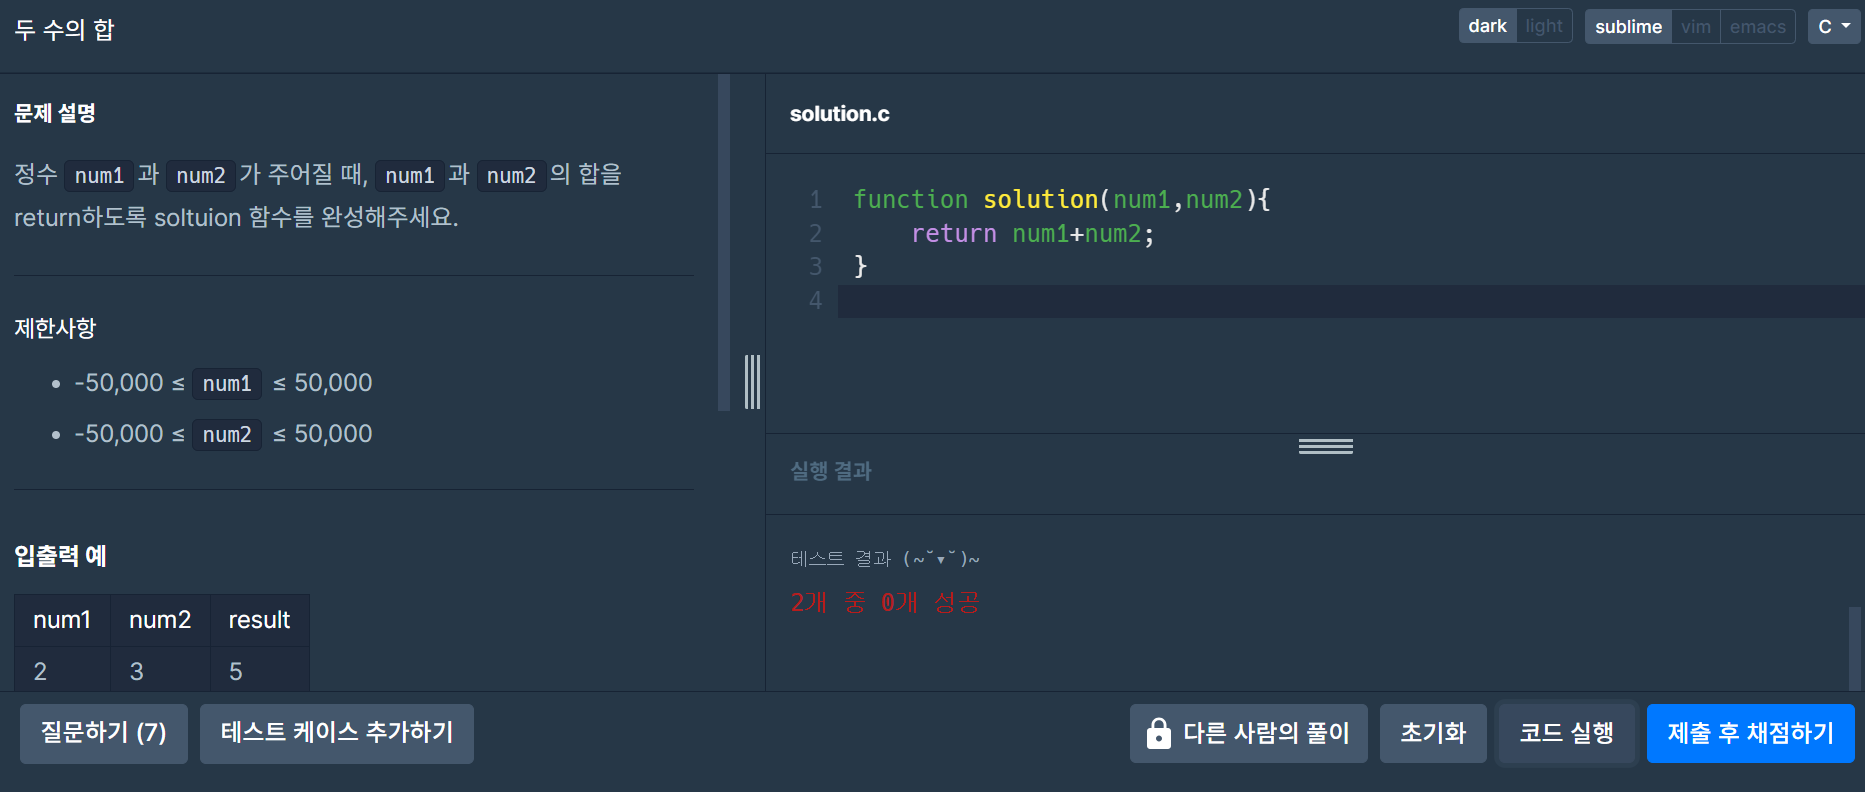 두 수의 합
dark light sublime vim emacs C
문제 설명
정수 num1 과 num2 가 주어질 때, num1 과 num2 의 합을
return하도록 soltuion 함수를 완성해주세요.
제한사항
• -50,000 ≤ num1 ≤ 50,000
• -50,000 ≤ num2 ≤ 50,000
입출력 예
num1 num2 result
2 3 5
solution.c
1 function solution(num1,num2){
2 return num1+num2;
3 }
4
실행 결과
테스트 결과 (~˘▾˘)~
2개 중 0개 성공
질문하기 (7) 테스트 케이스 추가하기 다른 사람의 풀이 초기화 코드 실행 제출 후 채점하기